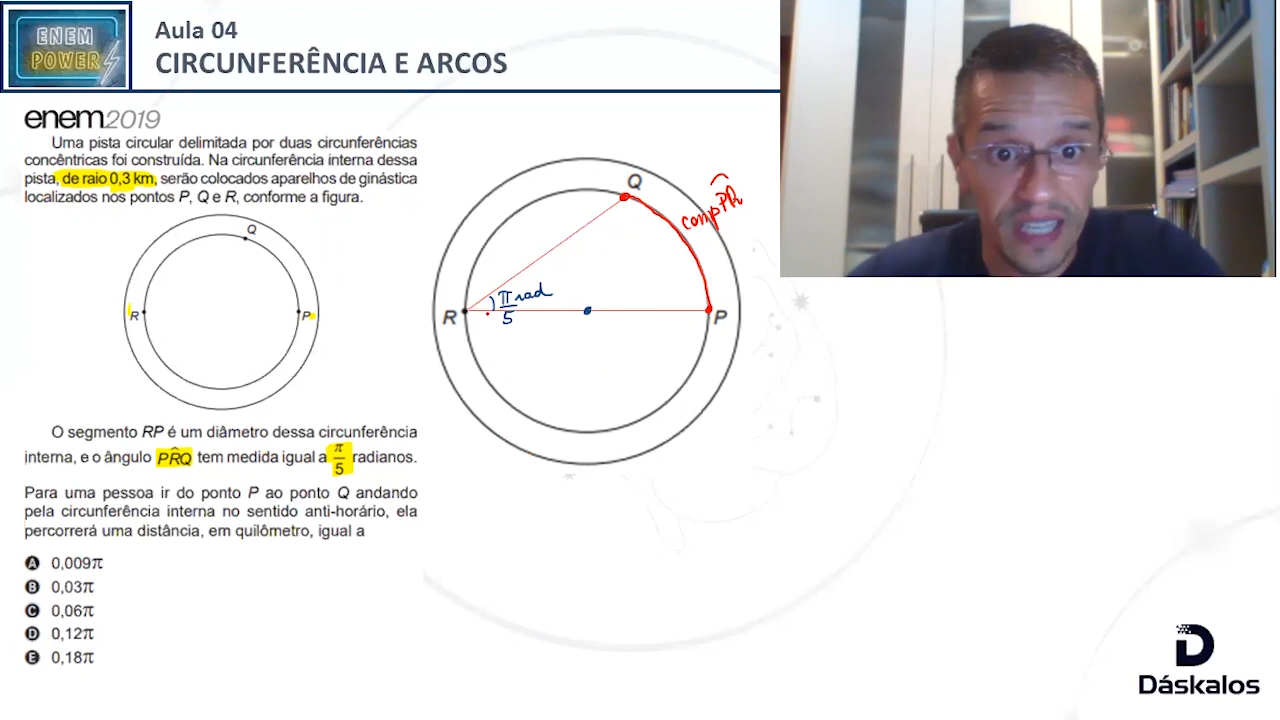 ENEM
POWER
Aula 04
CIRCUNFERÊNCIA E ARCOS
enem2019
Uma pista circular delimitada por duas circunferências
concêntricas foi construída. Na circunferência interna dessa
pista, de raio 0,3 km, serão colocados aparelhos de ginástica
localizados nos pontos P, Q e R, conforme a figura.
Q
R
P
O segmento RP é um diâmetro dessa circunferência
interna, e o ângulo PR̂Q tem medida igual a π/5 radianos.
Para uma pessoa ir do ponto P ao ponto Q andando
pela circunferência interna no sentido anti-horário, ela
percorrerá uma distância, em quilômetro, igual a
A 0,009π
B 0,03π
C 0,06π
D 0,12π
E 0,18π
Q
comp PR
π/5 rad
R
P
D
Dáskalos